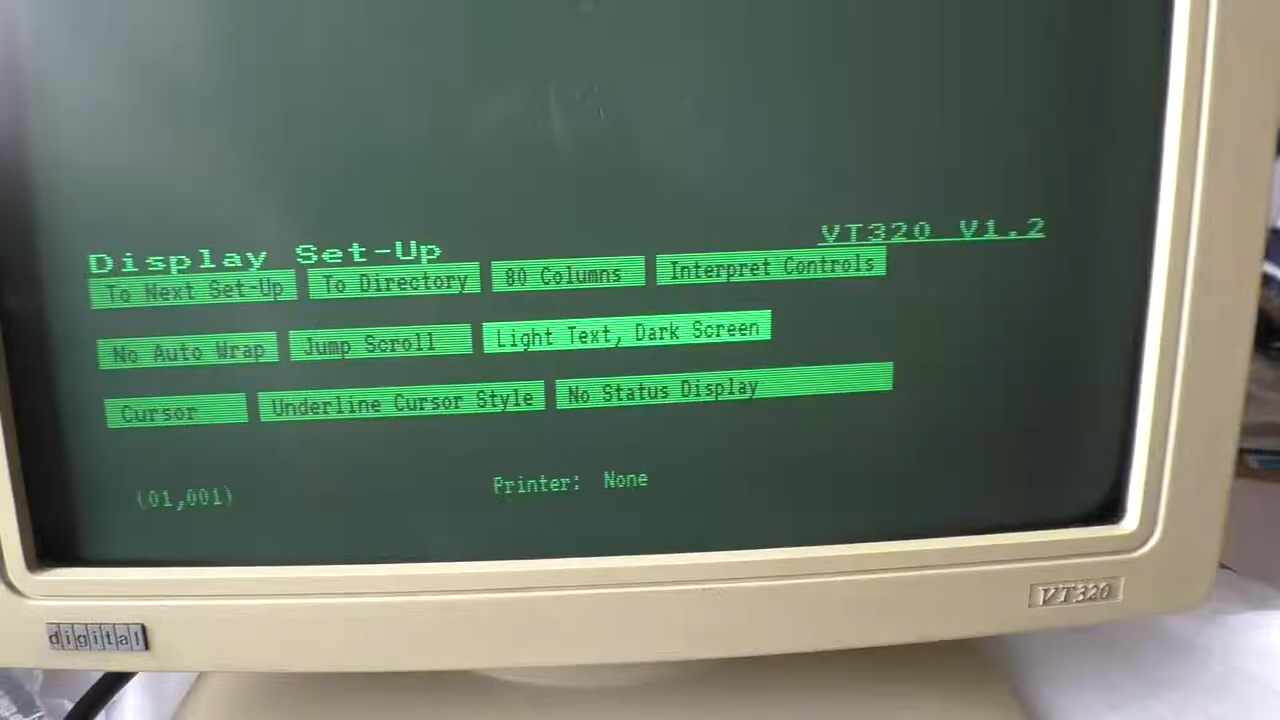 Display Set-Up VT320 V1.2
To Next Set-Up To Directory 80 Columns Interpret Controls
No Auto Wrap Jump Scroll Light Text, Dark Screen
Cursor Underline Cursor Style No Status Display
(01,001) Printer: None
digital VT320